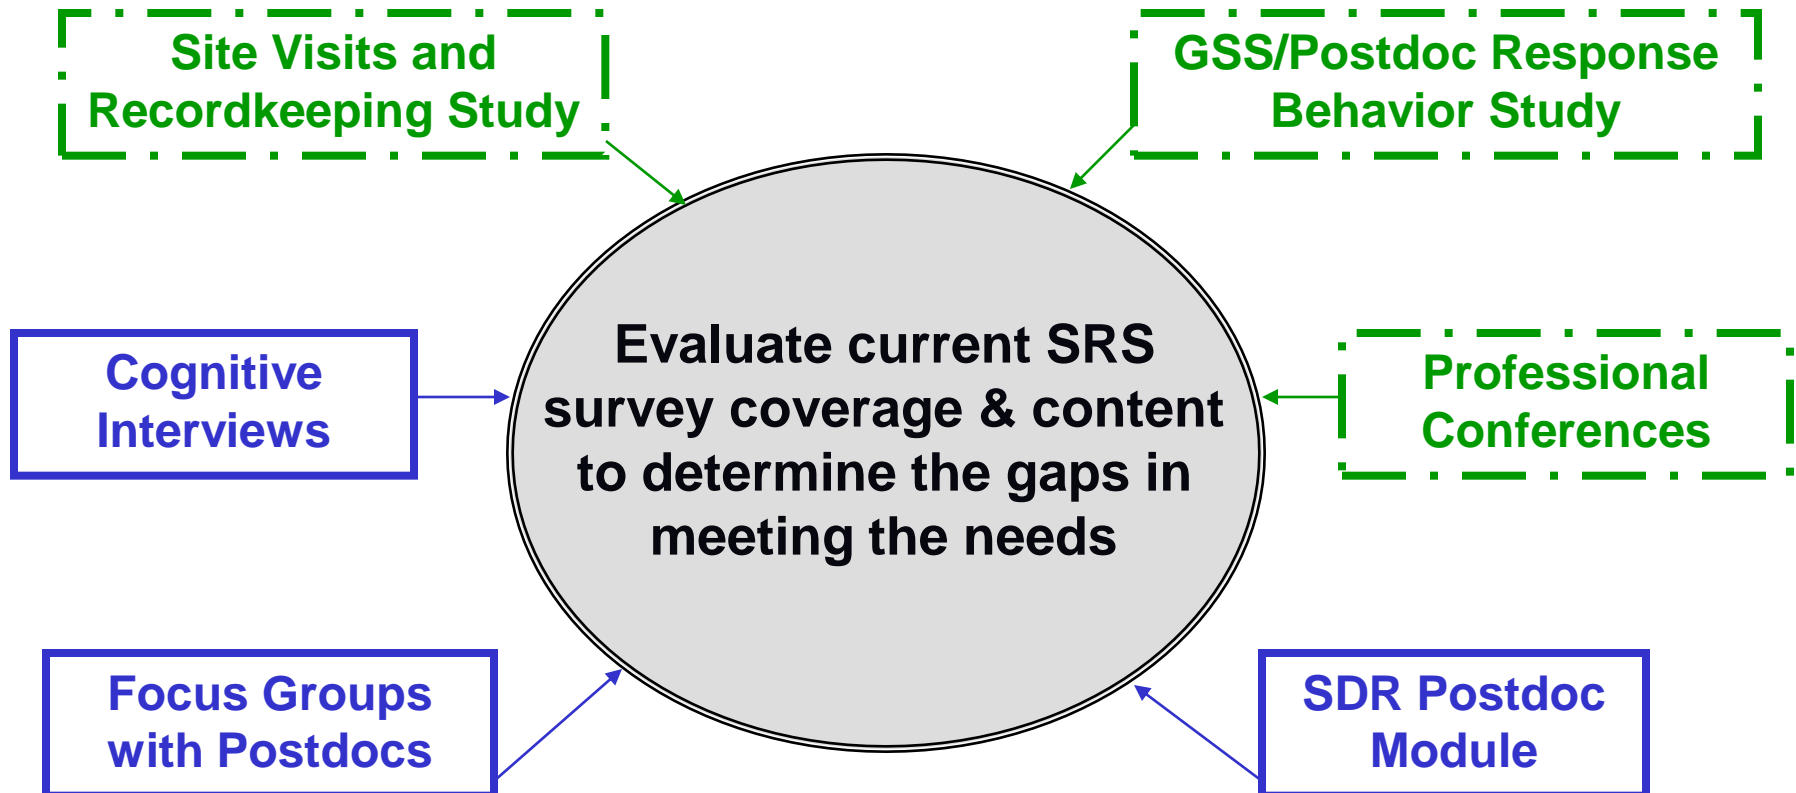 Site Visits and
Recordkeeping Study
GSS/Postdoc Response
Behavior Study
Cognitive
Interviews
Evaluate current SRS
survey coverage & content
to determine the gaps in
meeting the needs
Professional
Conferences
Focus Groups
with Postdocs
SDR Postdoc
Module